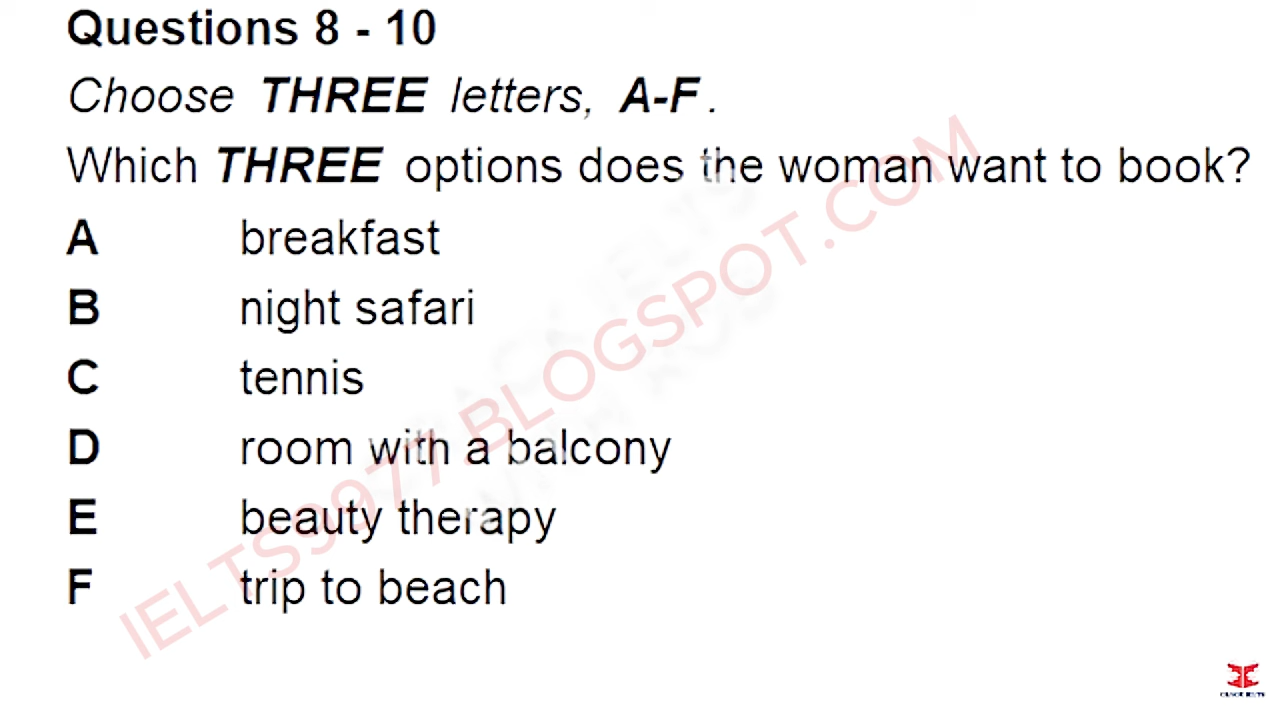 Questions 8 - 10
Choose THREE letters, A-F.
Which THREE options does the woman want to book?
A breakfast
B night safari
C tennis
D room with a balcony
E beauty therapy
F trip to beach
IELTS9977.BLOGSPOT.COM